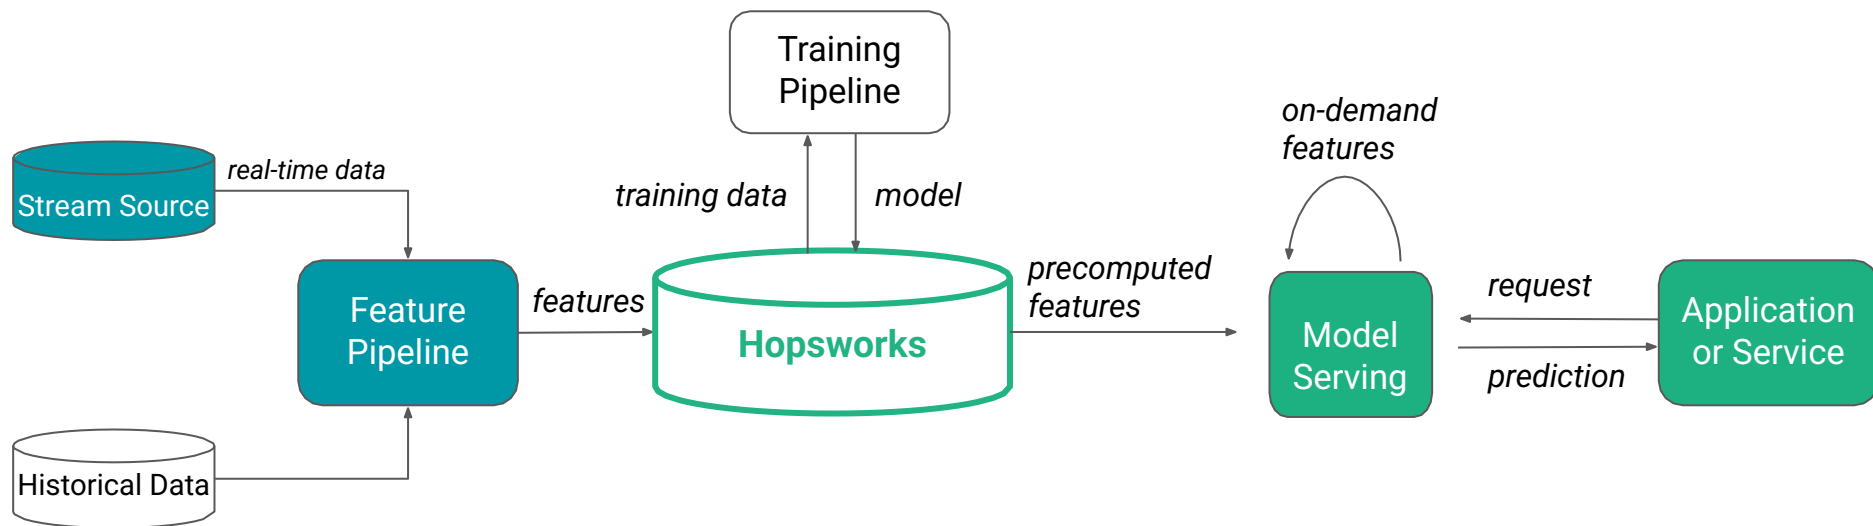 Training
Pipeline
on-demand
features
real-time data
Stream Source
training data
model
Feature
Pipeline
features
Hopsworks
precomputed
features
Model
Serving
request
prediction
Application
or Service
Historical Data